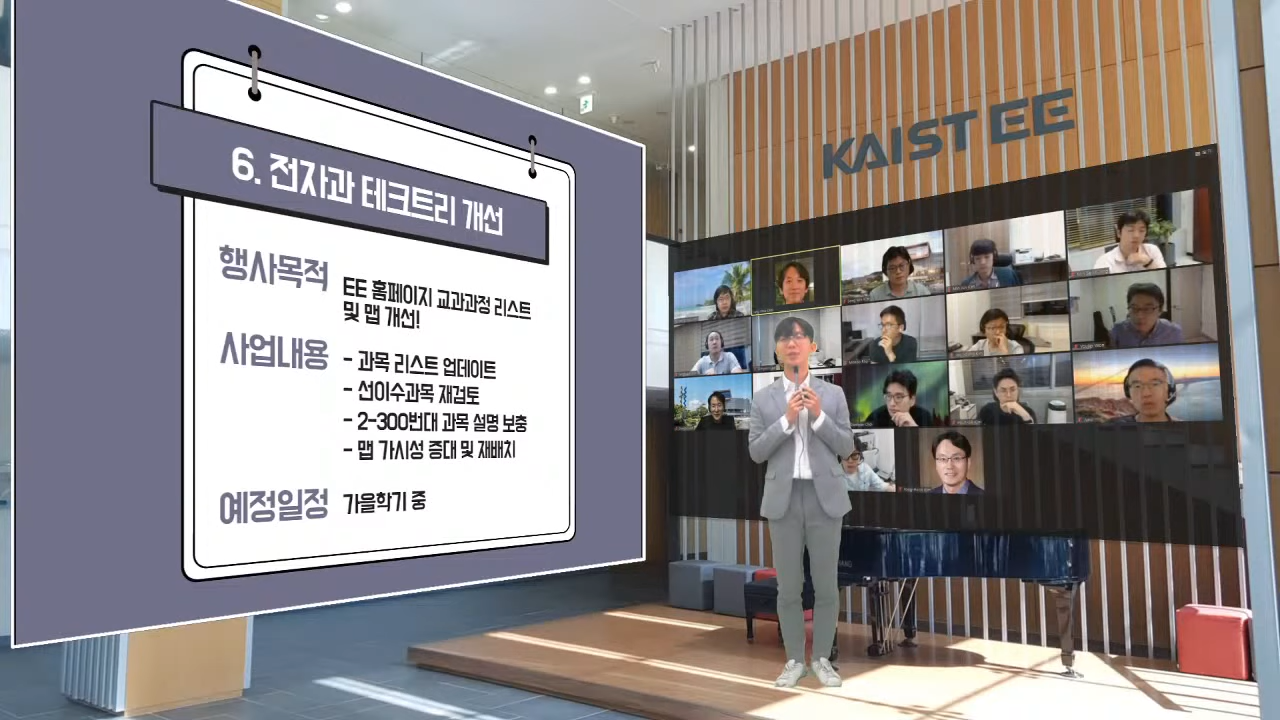 6. 전자과 테크트리 개선
행사목적
EE 홈페이지 교과과정 리스트
및 맵 개선!
사업내용
- 과목 리스트 업데이트
- 선이수과목 재검토
- 2-300번대 과목 설명 보충
- 맵 가시성 증대 및 재배치
예정일정
가을학기 중
KAIST EE